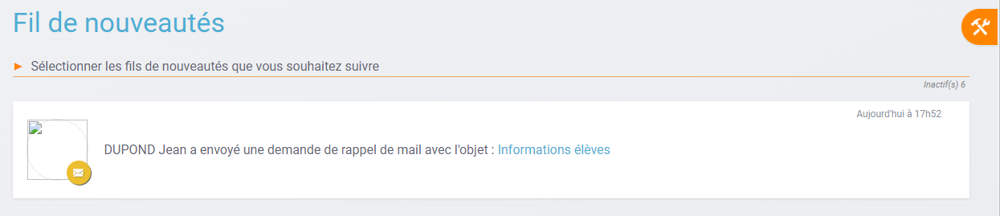 Fil de nouveautés
► Sélectionner les fils de nouveautés que vous souhaitez suivre
Inactif(s) 6
Aujourd'hui à 17h52
DUPOND Jean a envoyé une demande de rappel de mail avec l'objet : Informations élèves